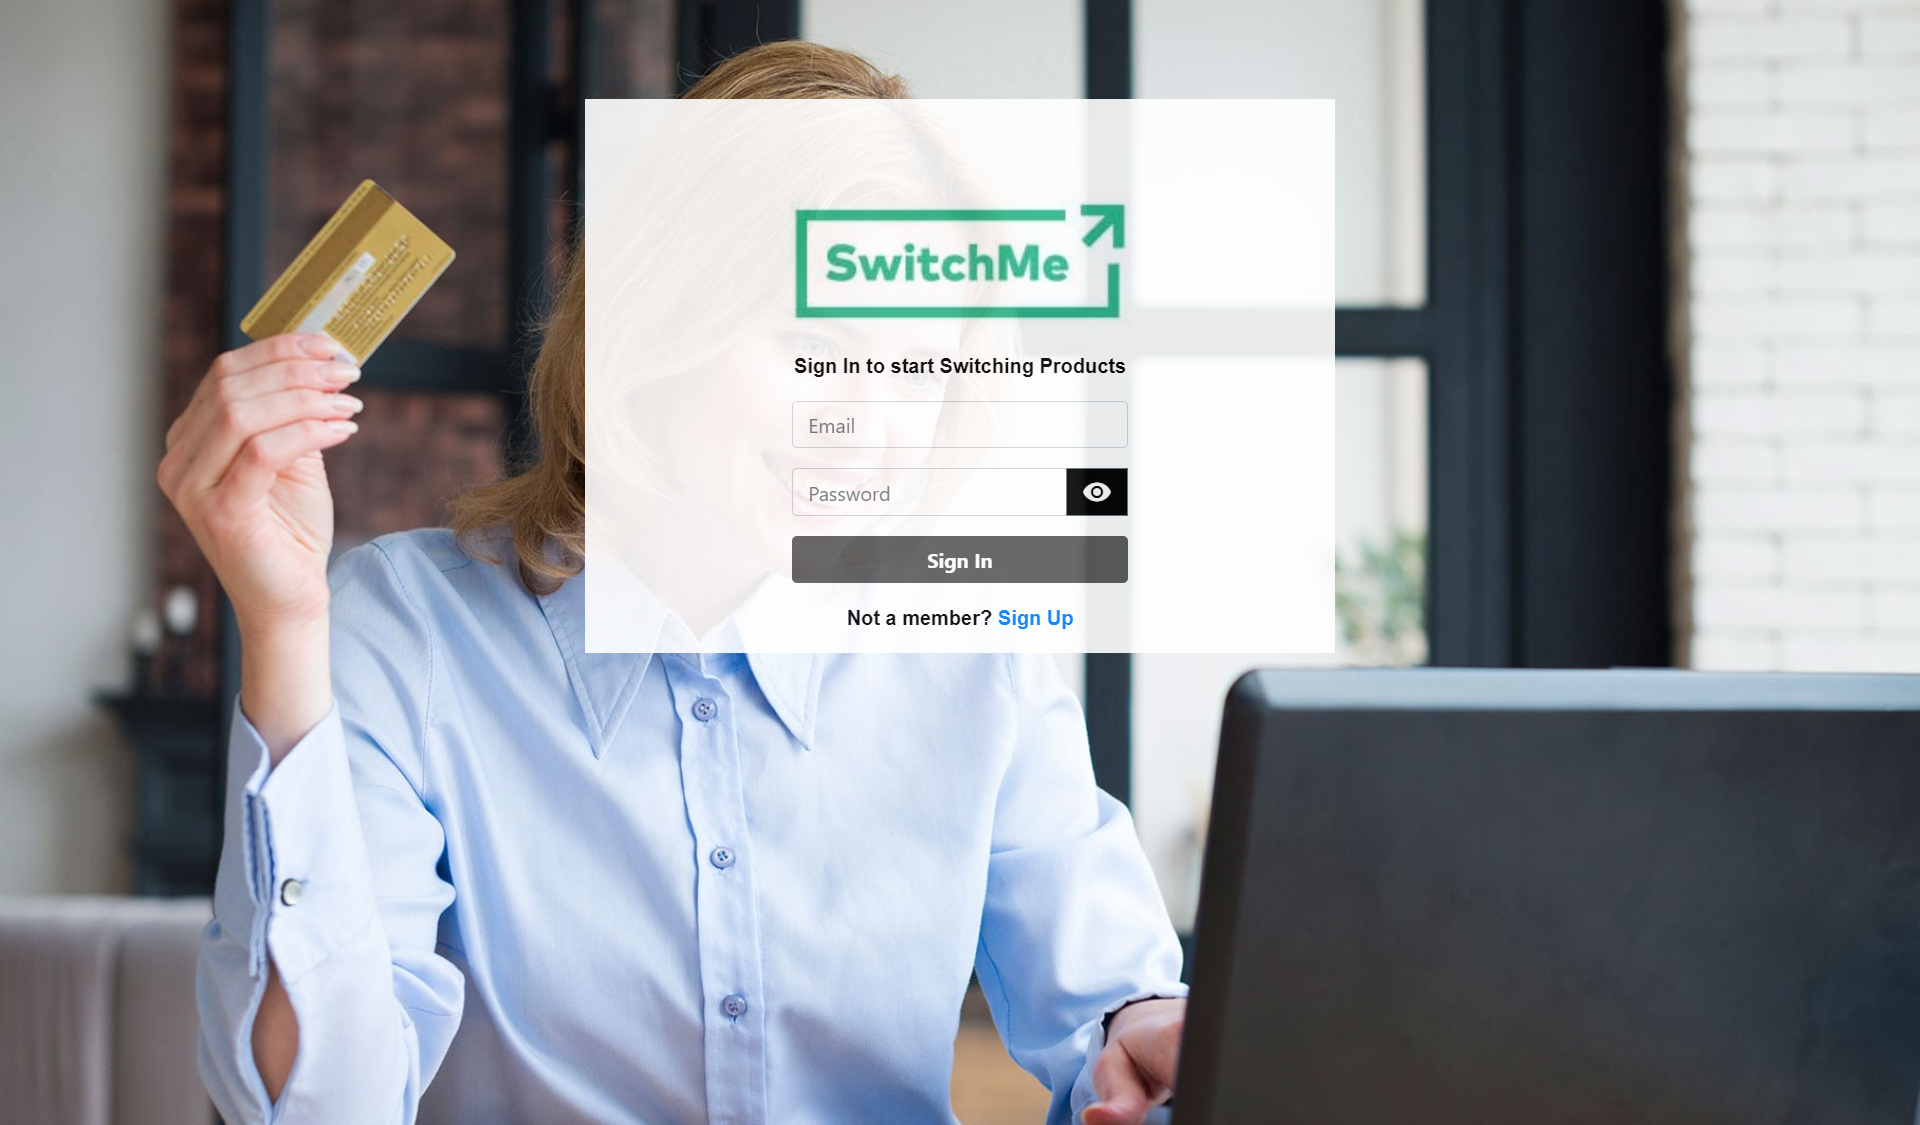 SwitchMe
Sign In to start Switching Products
Email
Password
Sign In
Not a member? Sign Up